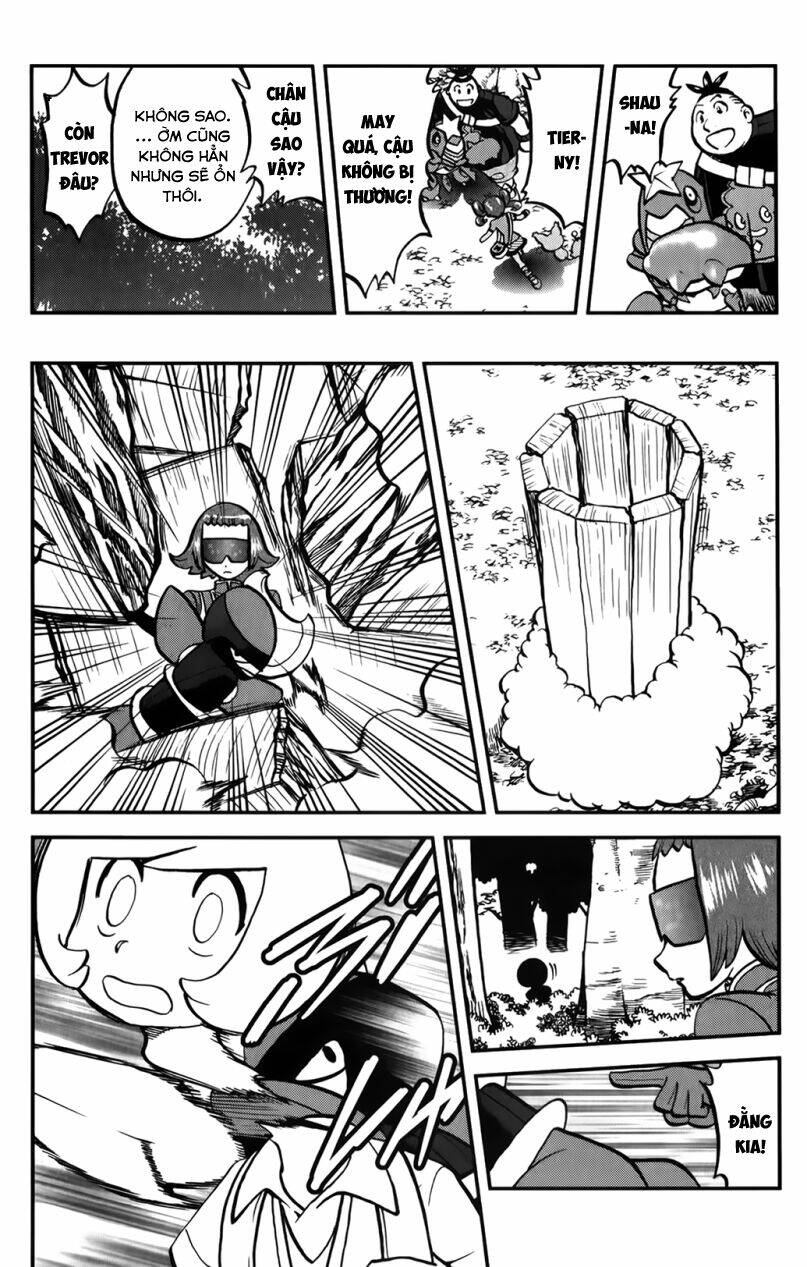 SHAU
-NA!
TIER-
NY!
MAY
QUÁ, CẬU
KHÔNG BỊ
THƯƠNG!
CHÂN
CẬU
SAO
VẬY?
KHÔNG SAO.
... ỜM CŨNG
KHÔNG HẲN
NHƯNG SẼ ỔN
THÔI.
CÒN
TREVOR
ĐÂU?
ĐẰNG
KIA!